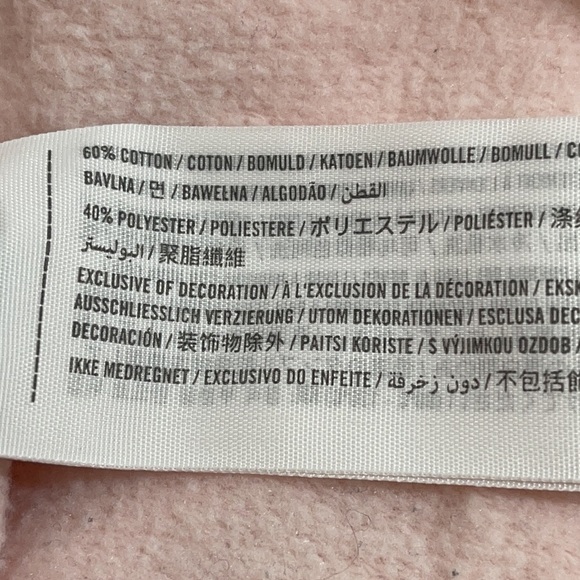 60% COTTON / COTON / BOMULD / KATOEN / BAUMWOLLE / BOMULL / CO
BAVLNA / 면 / BAWEŁNA / ALGODÃO / القطن
40% POLYESTER / POLIESTERE / ポリエステル / POLIÉSTER / 涤
البوليستر / 聚脂纖維
EXCLUSIVE OF DECORATION / À L'EXCLUSION DE LA DÉCORATION / EKSK
AUSSCHLIESSLICH VERZIERUNG / UTOM DEKORATIONEN / ESCLUSA DEC
DECORACIÓN / 装饰物除外 / PAITSI KORISTE / S VÝJIMKOU OZDOB /
IKKE MEDREGNET / EXCLUSIVO DO ENFEITE / دون زخرفة / 不包括